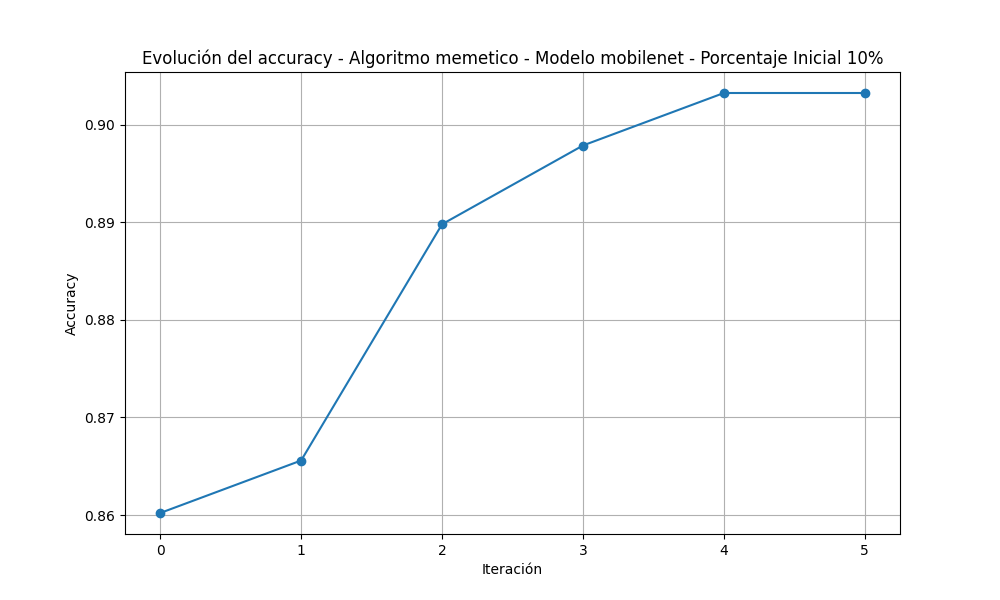 Evolución del accuracy - Algoritmo memetico - Modelo mobilenet - Porcentaje Inicial 10%
0.90
0.89
0.88
0.87
0.86
Accuracy
0 1 2 3 4 5
Iteración